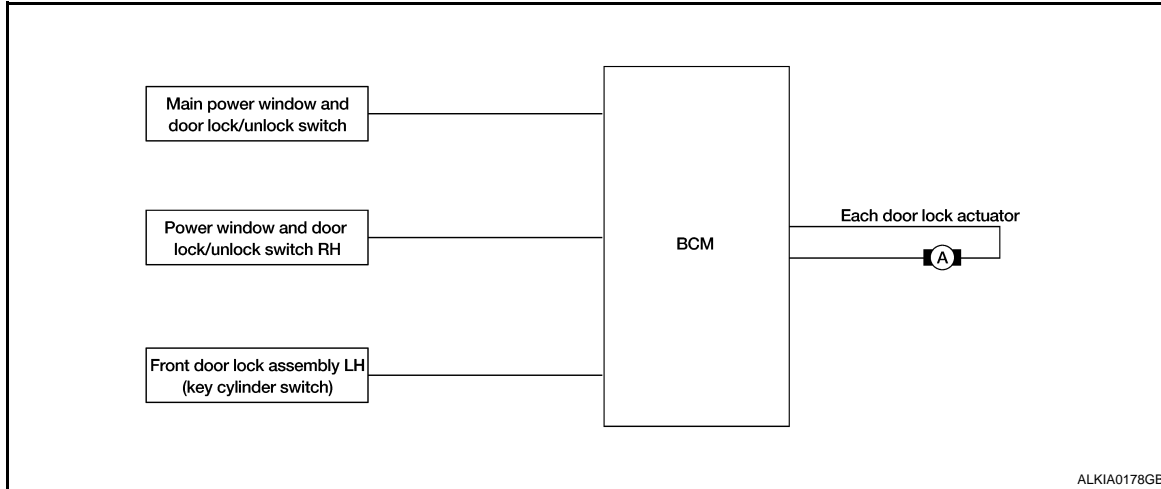 Main power window and
door lock/unlock switch
Power window and door
lock/unlock switch RH
Front door lock assembly LH
(key cylinder switch)
BCM
Each door lock actuator
A
ALKIA0178GB